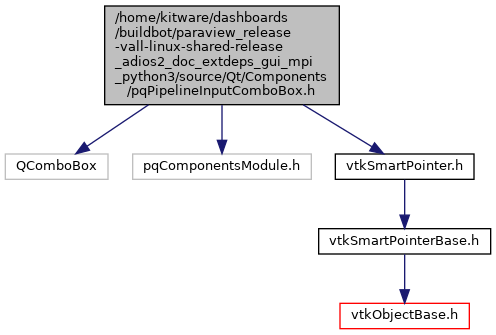 /home/kitware/dashboards
/buildbot/paraview_release
-vall-linux-shared-release
_adios2_doc_extdeps_gui_mpi
_python3/source/Qt/Components
/pqPipelineInputComboBox.h
QComboBox
pqComponentsModule.h
vtkSmartPointer.h
vtkSmartPointerBase.h
vtkObjectBase.h